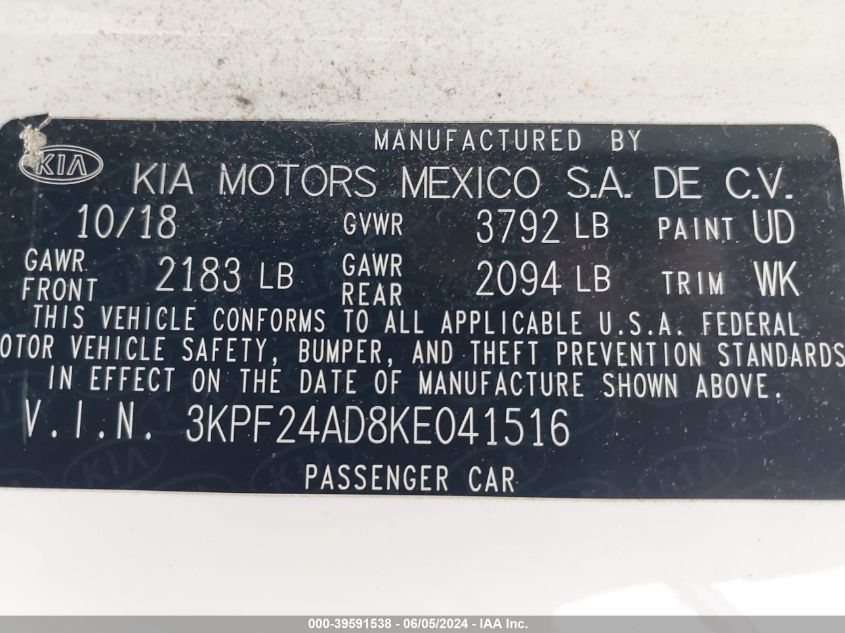 MANUFACTURED BY
KIA KIA MOTORS MEXICO S.A. DE C.V.
10/18 GVWR 3792 LB PAINT UD
GAWR FRONT 2183 LB GAWR REAR 2094 LB TRIM WK
THIS VEHICLE CONFORMS TO ALL APPLICABLE U.S.A. FEDERAL
OTOR VEHICLE SAFETY, BUMPER, AND THEFT PREVENTION STANDARDS
IN EFFECT ON THE DATE OF MANUFACTURE SHOWN ABOVE.
V.I.N. 3KPF24AD8KE041516
PASSENGER CAR
000-39591538 - 06/05/2024 - IAA Inc.